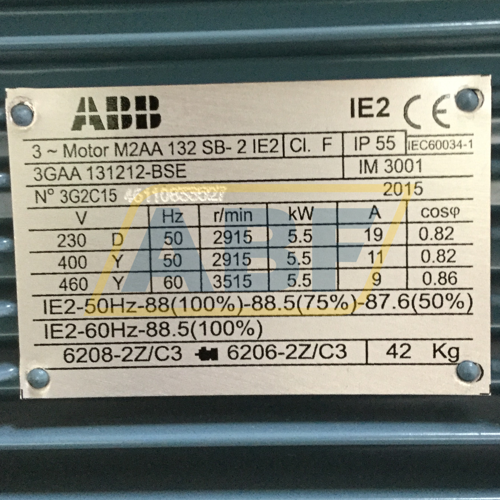 ABB IE2 CE
3 ~ Motor M2AA 132 SB- 2 IE2 Cl. F IP 55 IEC60034-1
3GAA 131212-BSE IM 3001
Nº 3G2C15 2015
V Hz r/min kW A cosφ
230 D 50 2915 5.5 19 0.82
400 Y 50 2915 5.5 11 0.82
460 Y 60 3515 5.5 9 0.86
IE2-50Hz-88(100%)-88.5(75%)-87.6(50%)
IE2-60Hz-88.5(100%)
6208-2Z/C3 6206-2Z/C3 42 Kg
ABF